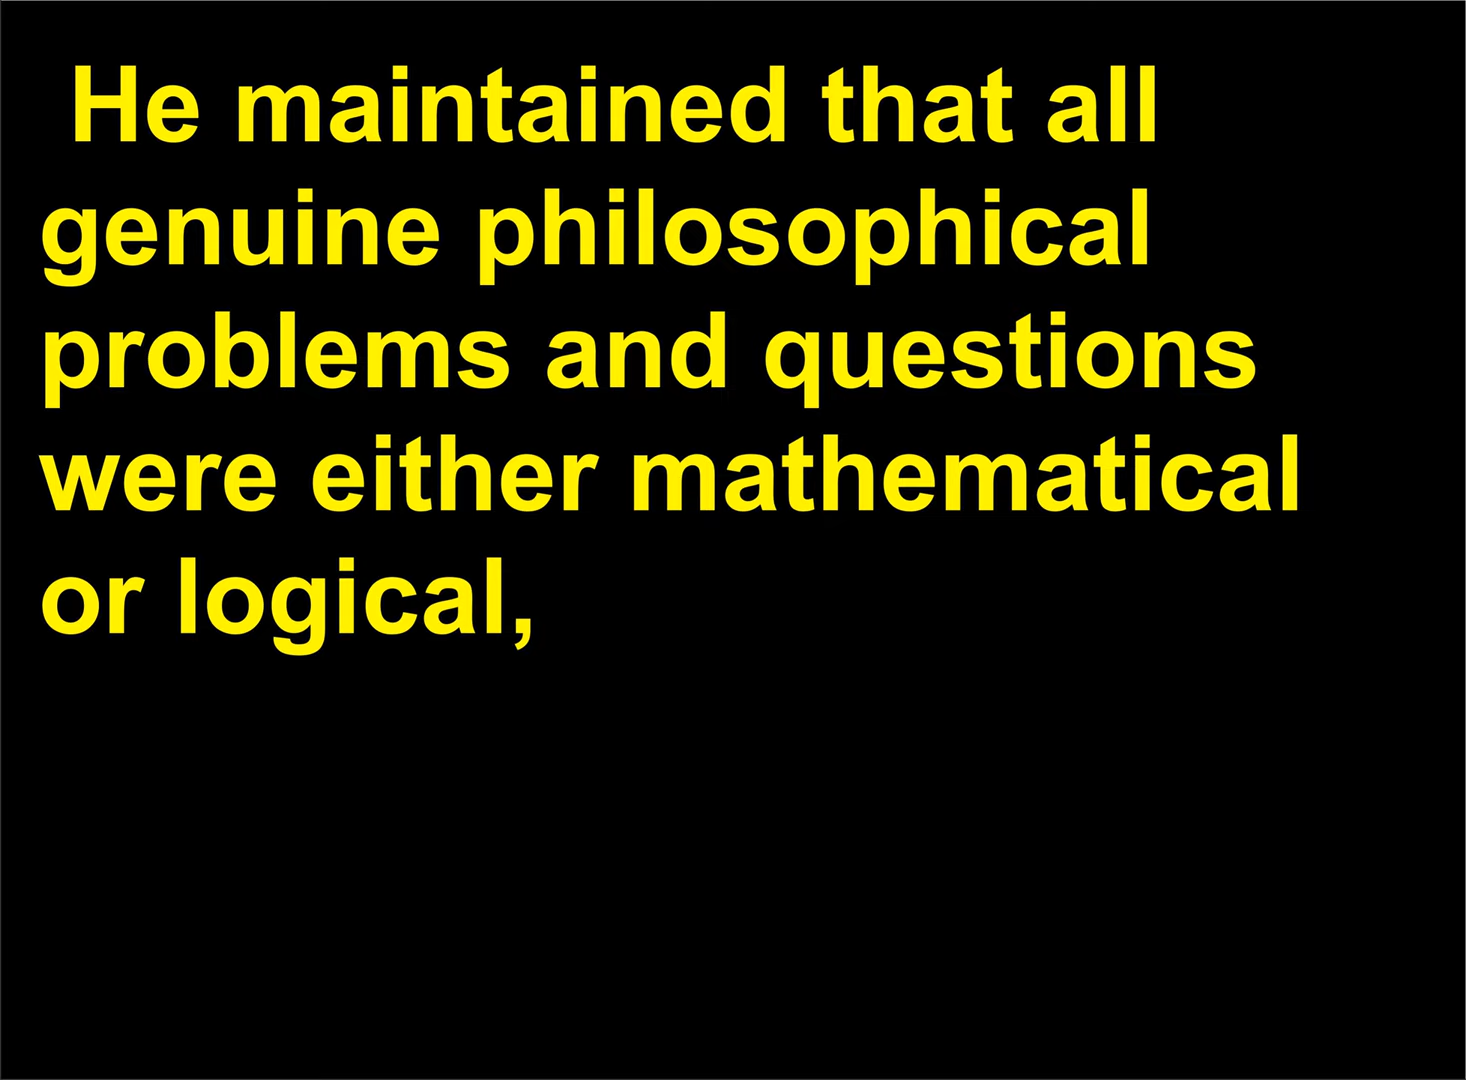 He maintained that all
genuine philosophical
problems and questions
were either mathematical
or logical,